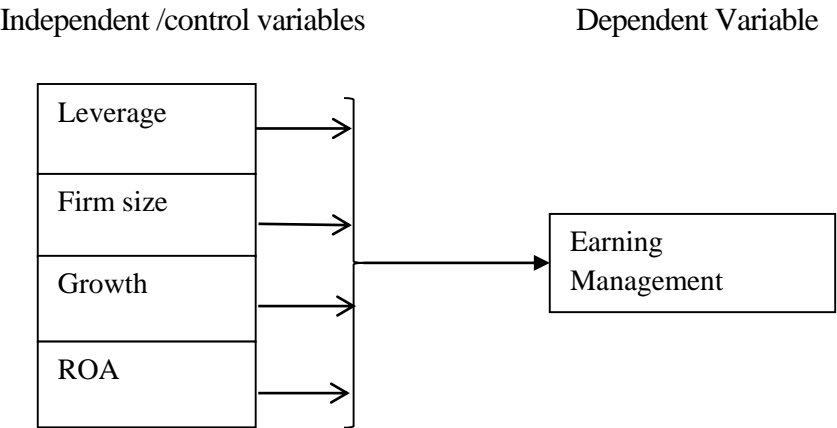 Independent /control variables
Dependent Variable
Leverage
Firm size
Growth
ROA
Earning
Management